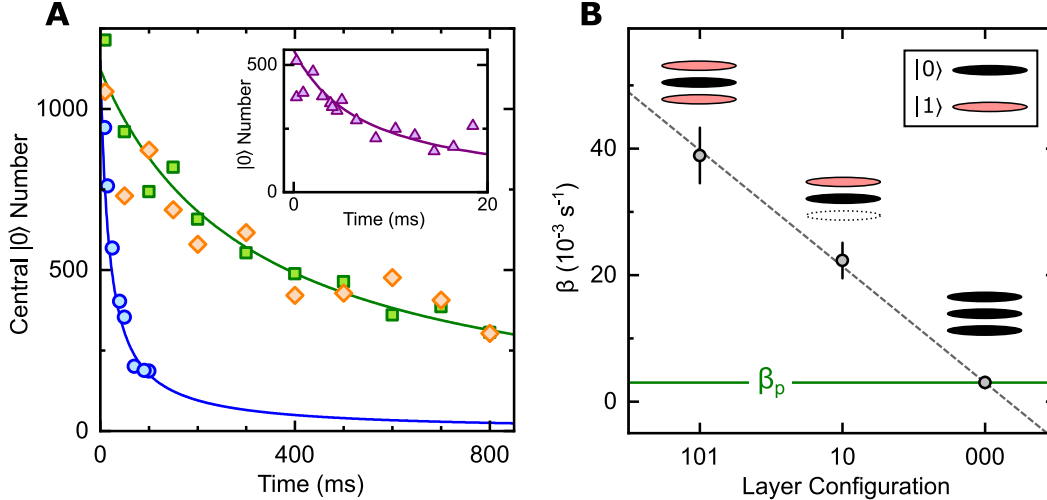 A
Central |0⟩ Number
1000
500
0
0
400
800
Time (ms)
|0⟩ Number
500
0
0
20
Time (ms)
B
β (10⁻³ s⁻¹)
40
20
0
|0⟩
|1⟩
βp
101
10
000
Layer Configuration